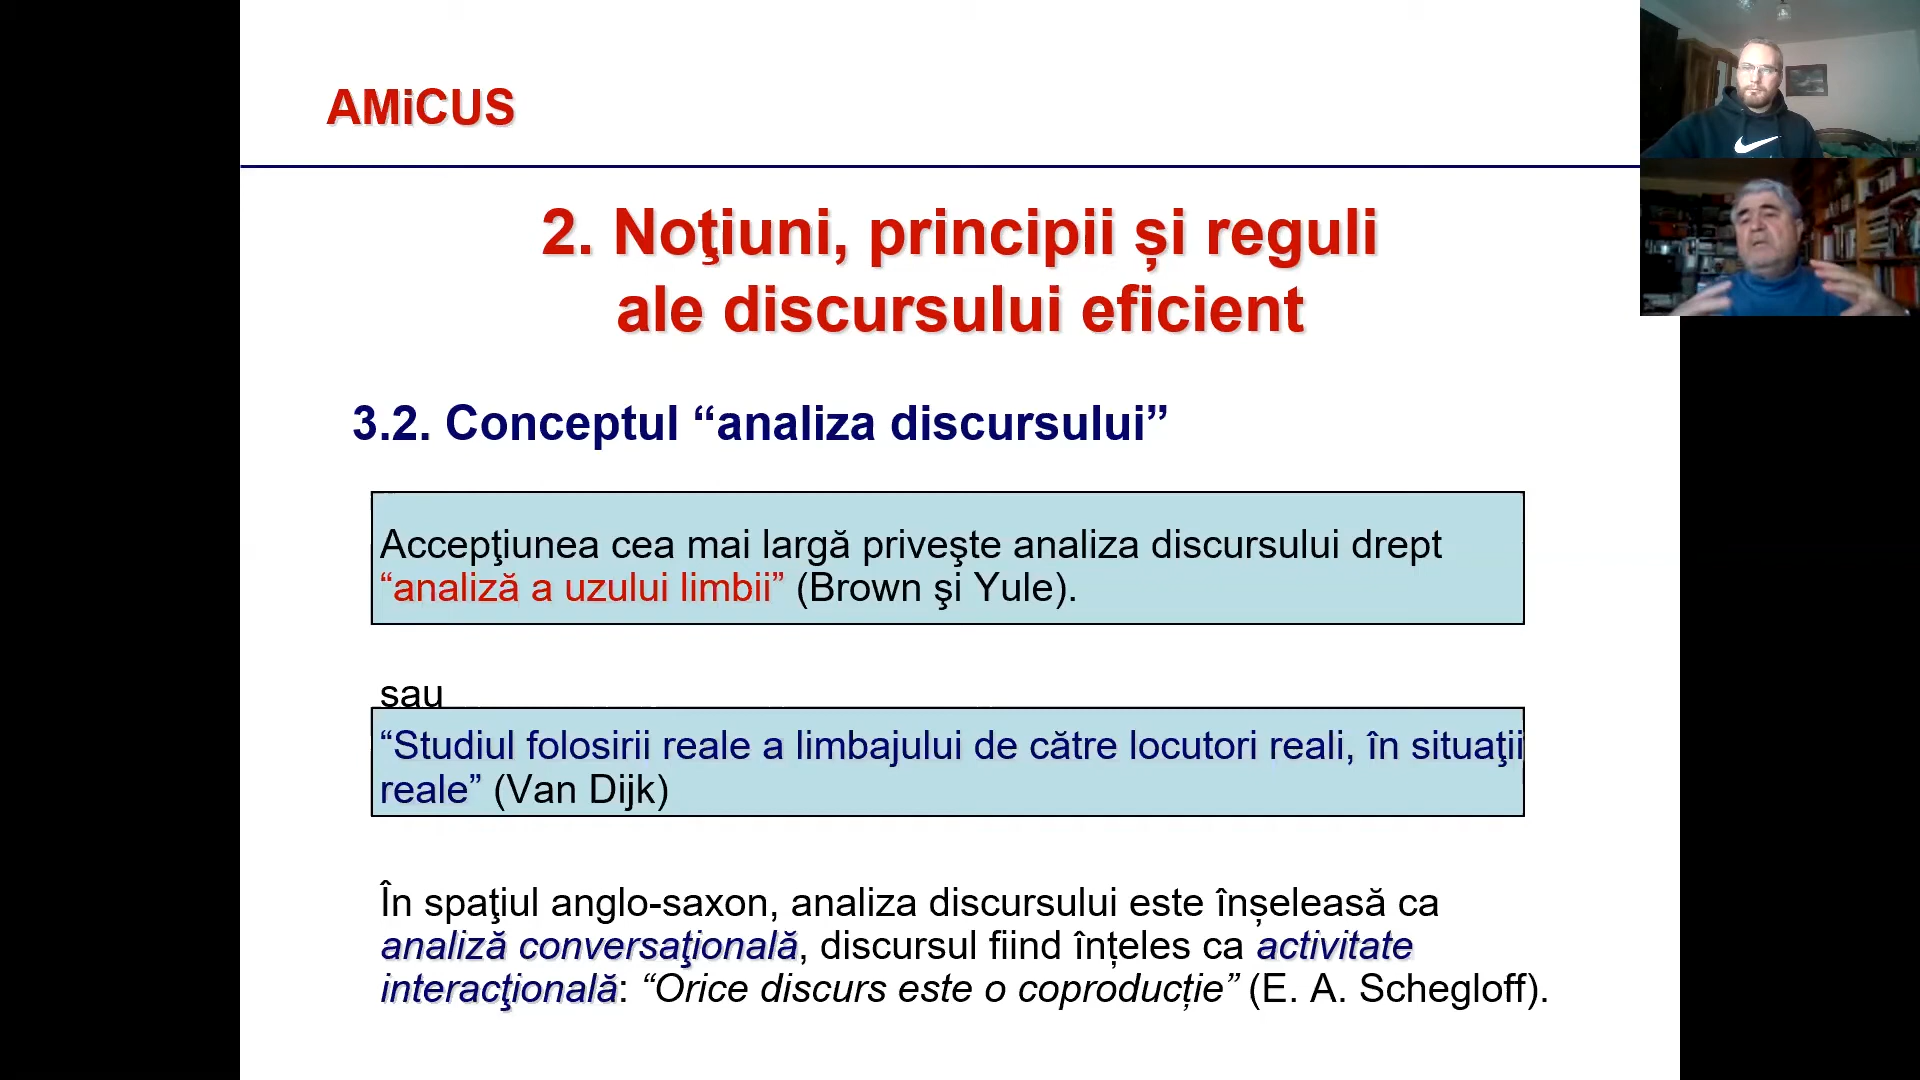 AMiCUS
2. Noţiuni, principii și reguli
ale discursului eficient
3.2. Conceptul “analiza discursului”
Accepţiunea cea mai largă priveşte analiza discursului drept
“analiză a uzului limbii” (Brown şi Yule).
sau
“Studiul folosirii reale a limbajului de către locutori reali, în situaţii
reale” (Van Dijk)
În spaţiul anglo-saxon, analiza discursului este înșeleasă ca
analiză conversaţională, discursul fiind înțeles ca activitate
interacţională: “Orice discurs este o coproducție” (E. A. Schegloff).